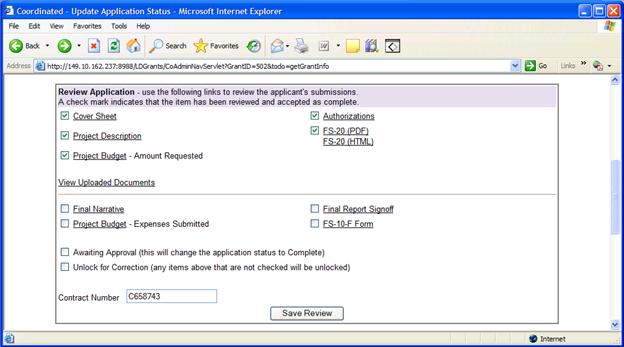 Coordinated - Update Application Status - Microsoft Internet Explorer
File Edit View Favorites Tools Help
Back Search Favorites
Address http://149.10.162.237:8988/LDGrants/CoAdminNavServlet?GrantID=502&todo=getGrantInfo Go Links »
Review Application - use the following links to review the applicant's submissions.
A check mark indicates that the item has been reviewed and accepted as complete.
Cover Sheet Authorizations
Project Description FS-20 (PDF)
FS-20 (HTML)
Project Budget - Amount Requested
View Uploaded Documents
Final Narrative Final Report Signoff
Project Budget - Expenses Submitted FS-10-F Form
Awaiting Approval (this will change the application status to Complete)
Unlock for Correction (any items above that are not checked will be unlocked)
Contract Number C658743
Save Review
Internet